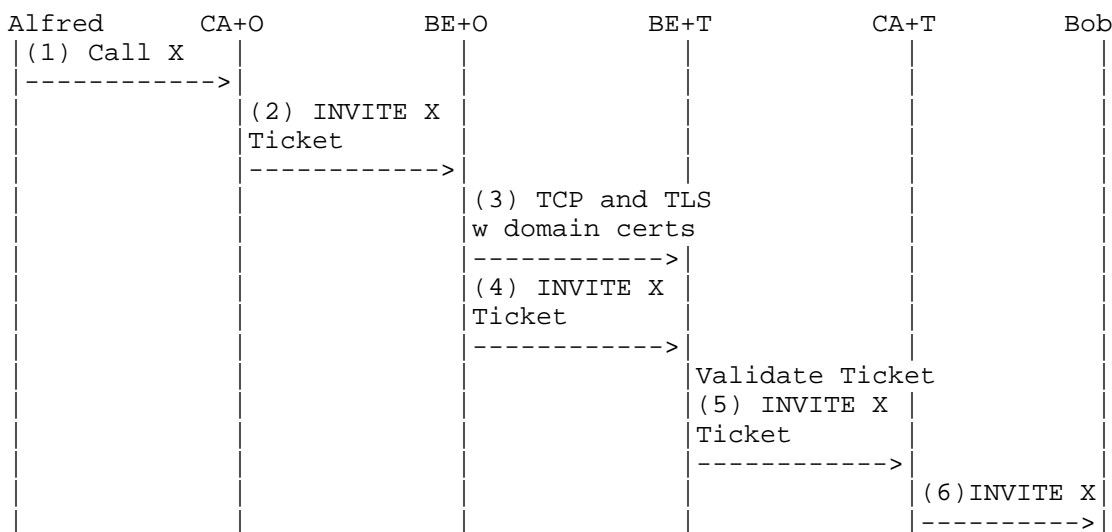 Alfred CA+O BE+O BE+T CA+T Bob
(1) Call X
------------>
(2) INVITE X
Ticket
------------>
(3) TCP and TLS
w domain certs
------------>
(4) INVITE X
Ticket
------------>
Validate Ticket
(5) INVITE X
Ticket
------------>
(6)INVITE X
---------->